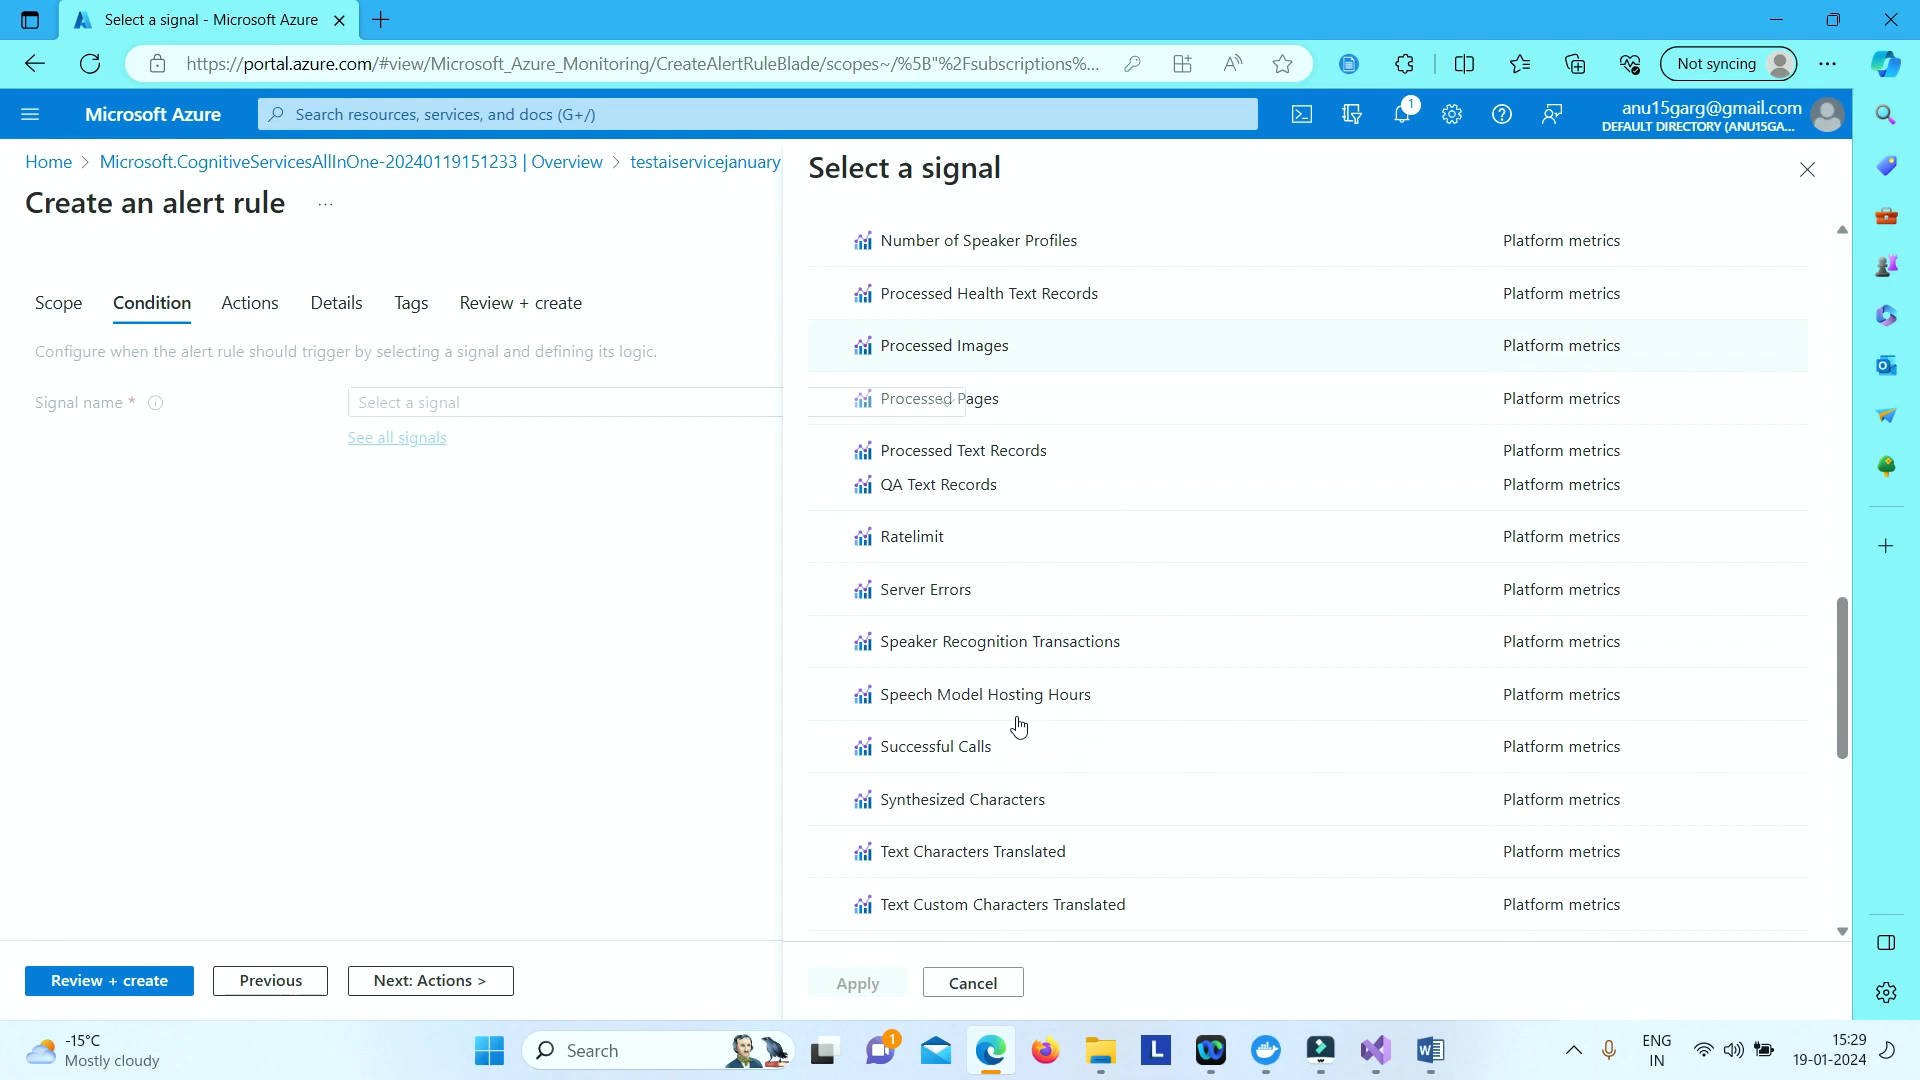 Select a signal - Microsoft Azure
https://portal.azure.com/#view/Microsoft_Azure_Monitoring/CreateAlertRuleBlade/scopes~/%5B"%2Fsubscriptions%...
Not syncing
Microsoft Azure
Search resources, services, and docs (G+/)
1
anu15garg@gmail.com
DEFAULT DIRECTORY (ANU15GA...
Home > Microsoft.CognitiveServicesAllInOne-20240119151233 | Overview > testaiservicejanuary
Create an alert rule ...
Scope Condition Actions Details Tags Review + create
Configure when the alert rule should trigger by selecting a signal and defining its logic.
Signal name *
Select a signal
See all signals
Review + create Previous Next: Actions >
Select a signal
Number of Speaker Profiles Platform metrics
Processed Health Text Records Platform metrics
Processed Images Platform metrics
Processed Pages Platform metrics
Processed Text Records Platform metrics
QA Text Records Platform metrics
Ratelimit Platform metrics
Server Errors Platform metrics
Speaker Recognition Transactions Platform metrics
Speech Model Hosting Hours Platform metrics
Successful Calls Platform metrics
Synthesized Characters Platform metrics
Text Characters Translated Platform metrics
Text Custom Characters Translated Platform metrics
Apply Cancel
-15°C
Mostly cloudy
Search
1
L
ENG
IN
15:29
19-01-2024